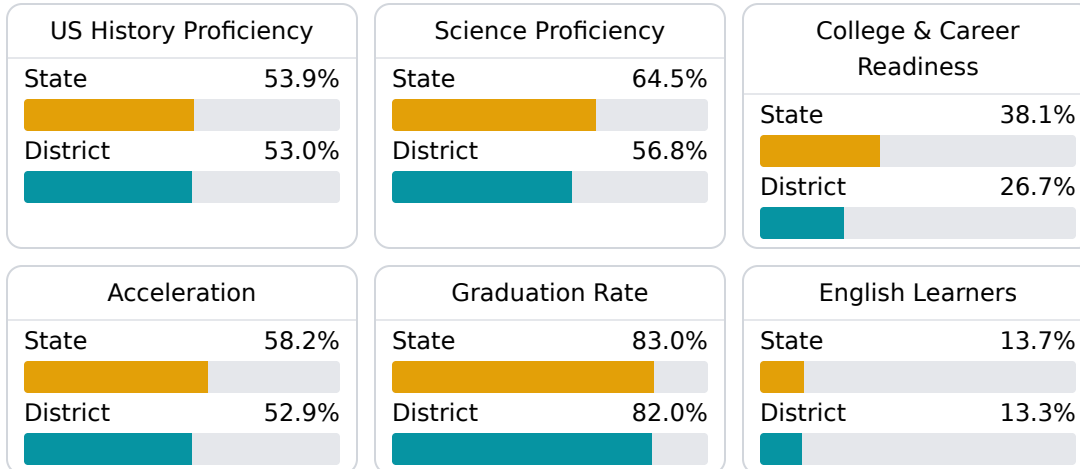 US History Proficiency
State 53.9%
District 53.0%
Science Proficiency
State 64.5%
District 56.8%
College & Career
Readiness
State 38.1%
District 26.7%
Acceleration
State 58.2%
District 52.9%
Graduation Rate
State 83.0%
District 82.0%
English Learners
State 13.7%
District 13.3%